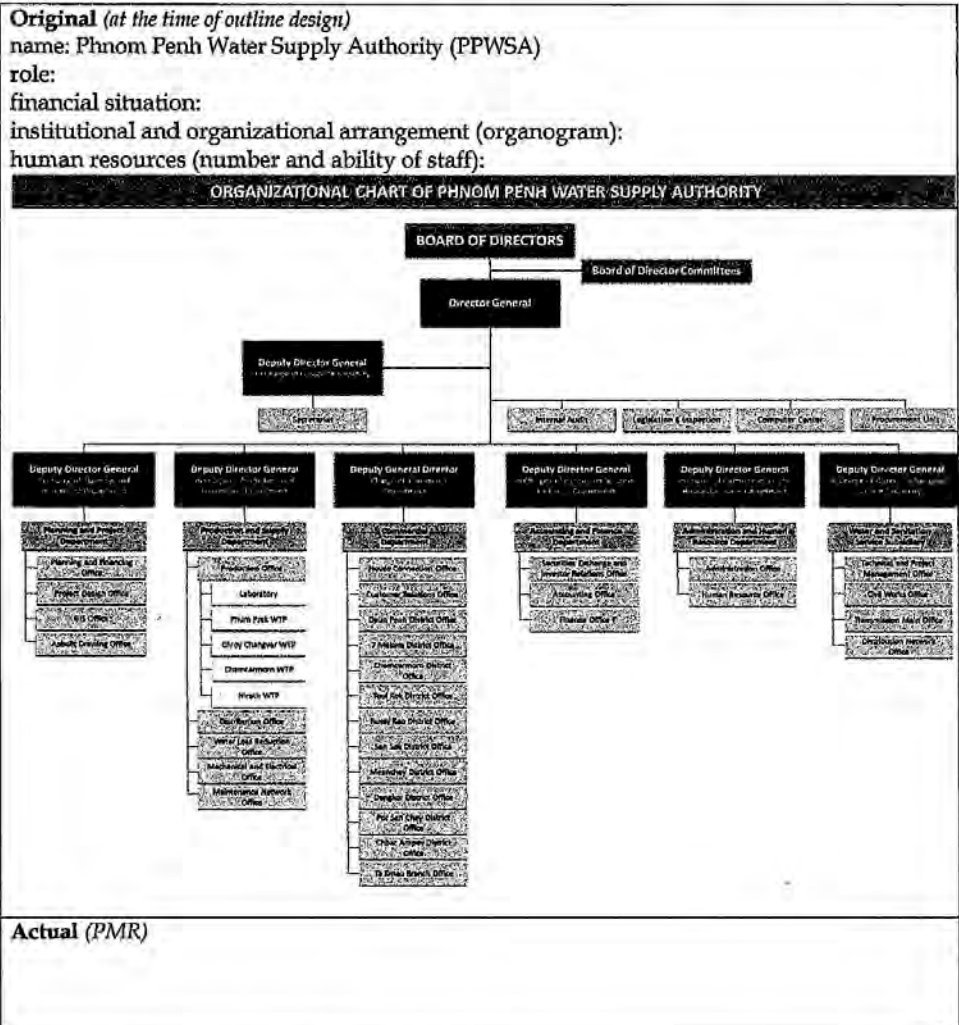 Original (at the time of outline design)
name: Phnom Penh Water Supply Authority (PPWSA)
role:
financial situation:
institutional and organizational arrangement (organogram):
human resources (number and ability of staff):
ORGANIZATIONAL CHART OF PHNOM PENH WATER SUPPLY AUTHORITY
BOARD OF DIRECTORS
Board of Director Committees
Director General
Deputy Director General
Internal Audit
Legislation & Inspection
Computer Center
Procurement Unit
Deputy Director General
Deputy Director General
Deputy General Director
Deputy Director General
Deputy Director General
Deputy Director General
Planning and Project
Department
Planning and Financing
Office
Project Design Office
Office
Office
Production and Supply
Department
Production Office
Laboratory
Phum Prek WTP
Chroy Changvar WTP
Chamcarmorn WTP
Niroth WTP
Distribution Office
Water Loss Reduction
Office
Mechanical and Electrical
Office
Maintenance Network
Office
Commercial
Department
House Connection Office
Customer Relations Office
Daun Penh District Office
7 Makara District Office
Chamcarmorn District
Office
Toul Kok District Office
Russei Keo District Office
Sen Sok District Office
Meanchey District Office
Dangkor District Office
Por Sen Chey District
Office
Chbar Ampov District
Office
Ta Kmau Branch Office
Accounting and Finance
Department
Securities Exchange and
Investor Relations Office
Accounting Office
Finance Office
Administration and Human
Resource Department
Administration Office
Human Resource Office
Water and Sanitation
Service
Technical and Project
Management Office
Civil Works Office
Transmission Main Office
Distribution Network
Office
Actual (PMR)